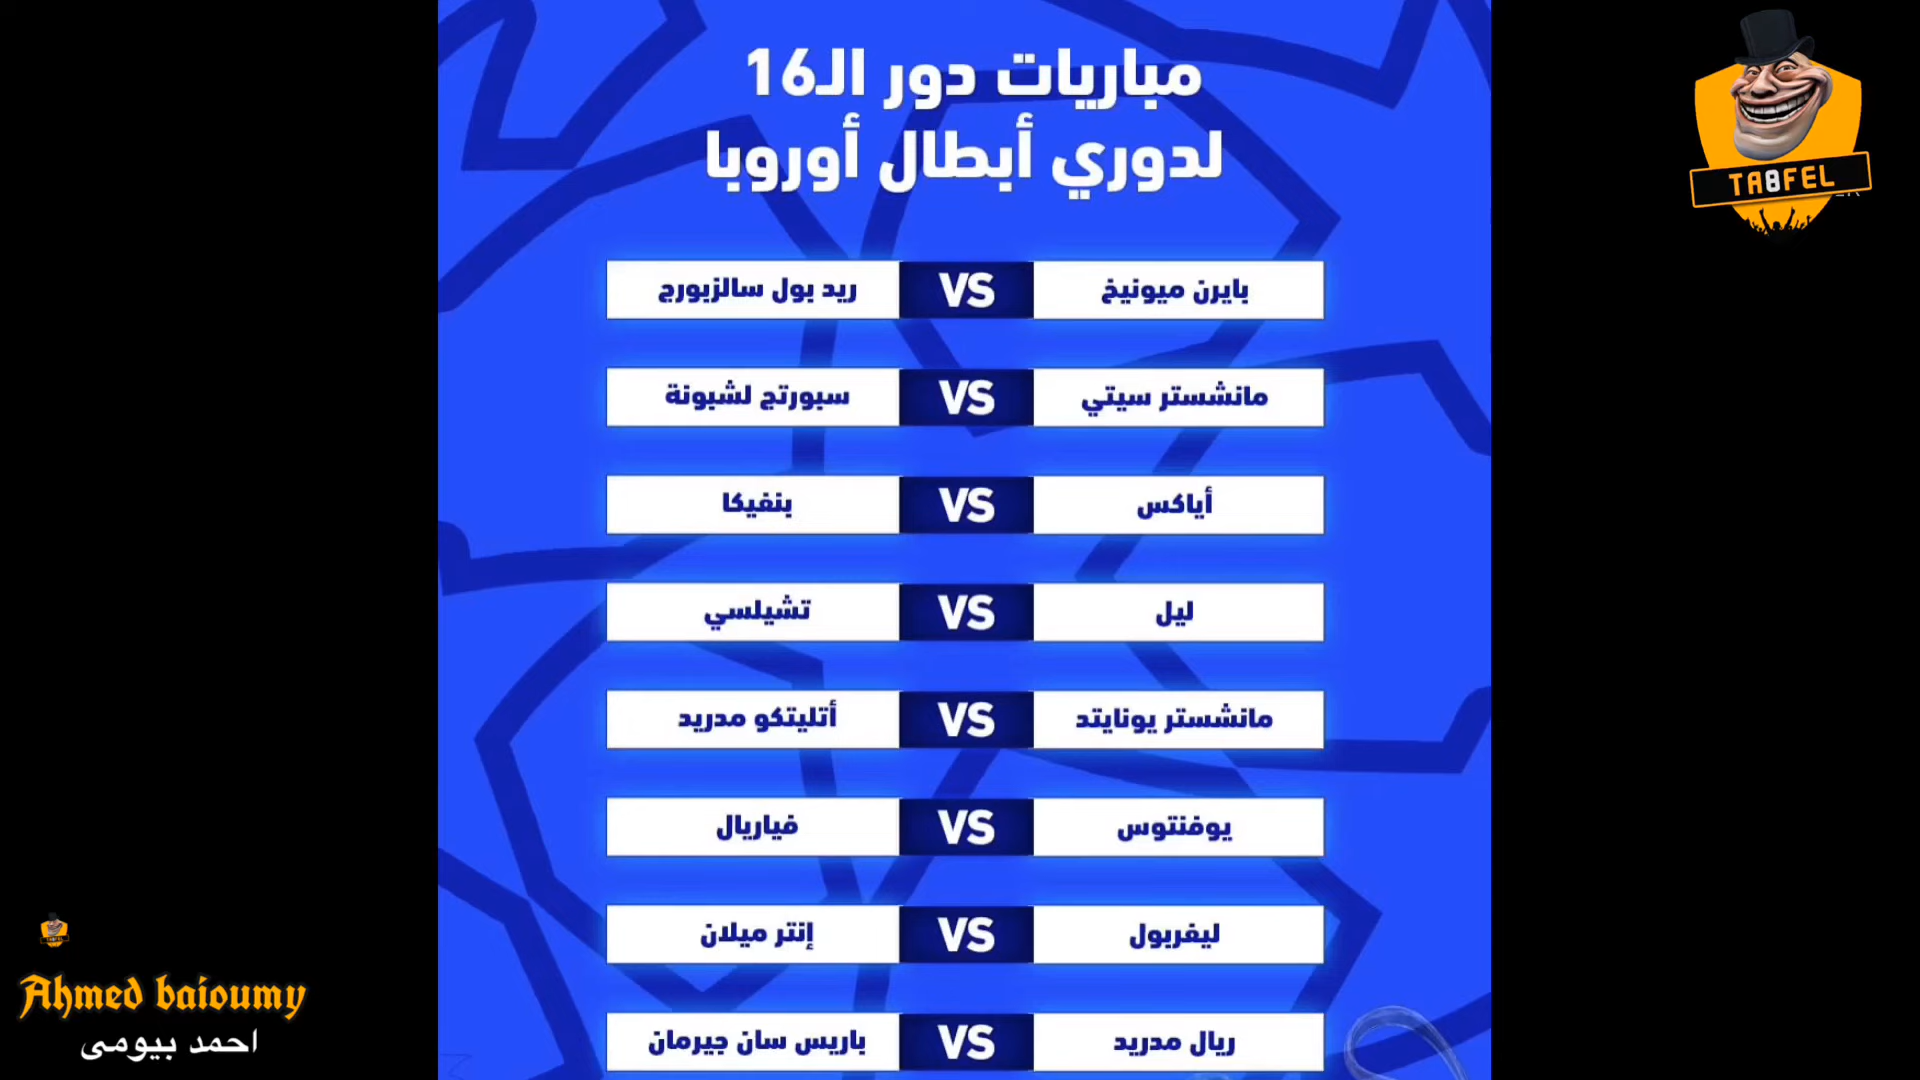 مباريات دور الـ16
لدوري أبطال أوروبا
بايرن ميونيخ VS ريد بول سالزبورج
مانشستر سيتي VS سبورتج لشبونة
أياكس VS بنفيكا
ليل VS تشيلسي
مانشستر يونايتد VS أتليتكو مدريد
يوفنتوس VS فياريال
ليفربول VS إنتر ميلان
ريال مدريد VS باريس سان جيرمان
TA8FEL
Ahmed baioumy
احمد بيومى